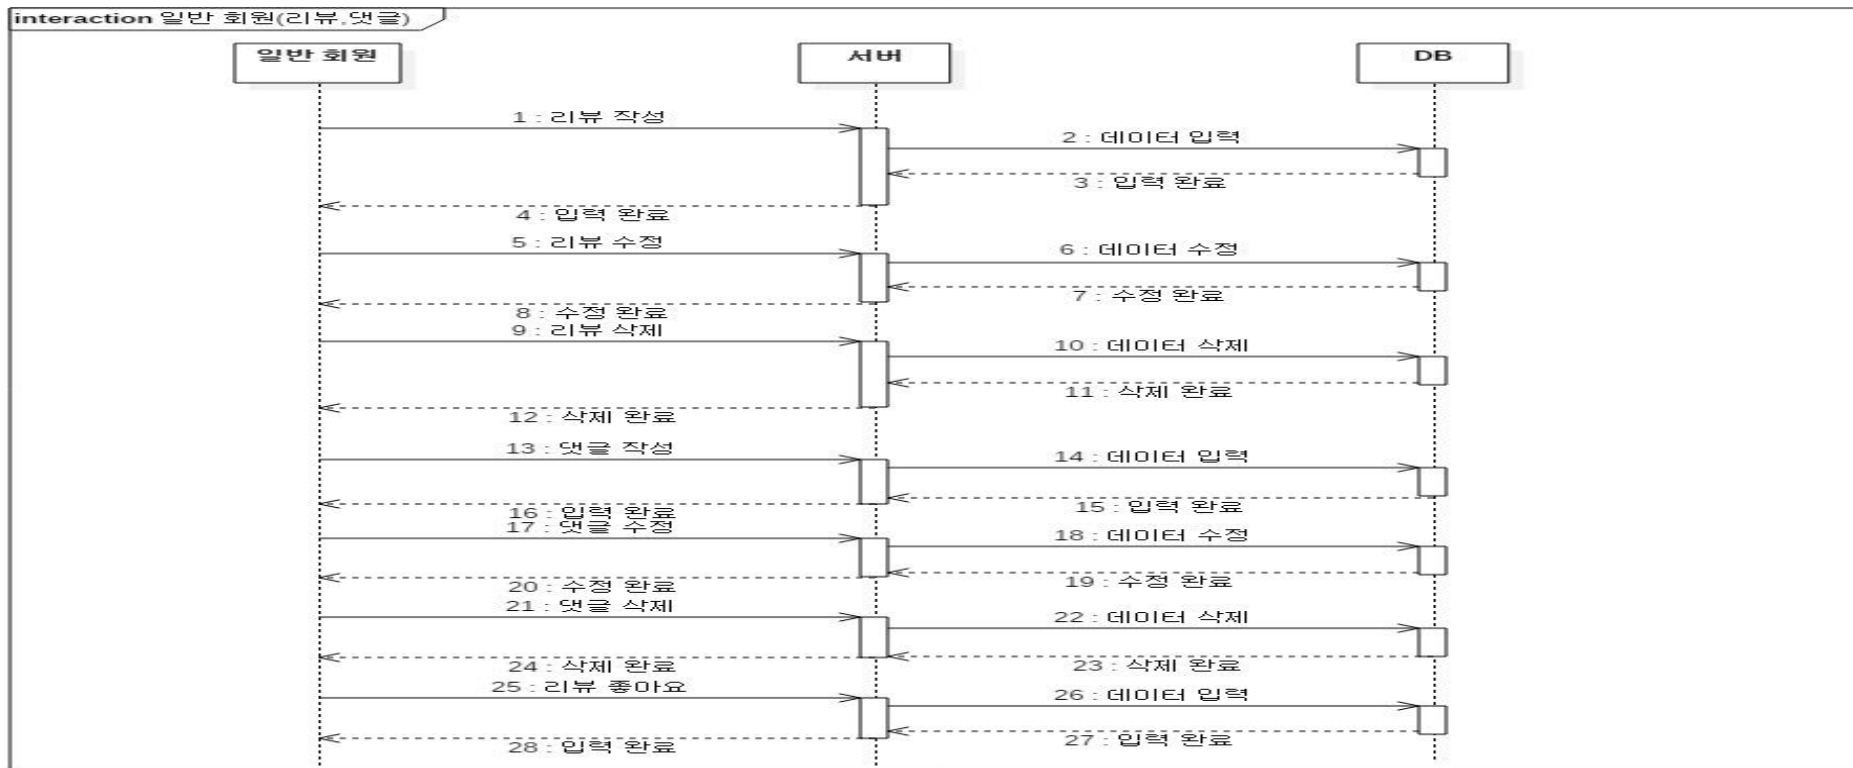 interaction 일반 회원(리뷰,댓글)
일반 회원
서버
DB
1 : 리뷰 작성
2 : 데이터 입력
3 : 입력 완료
4 : 입력 완료
5 : 리뷰 수정
6 : 데이터 수정
7 : 수정 완료
8 : 수정 완료
9 : 리뷰 삭제
10 : 데이터 삭제
11 : 삭제 완료
12 : 삭제 완료
13 : 댓글 작성
14 : 데이터 입력
15 : 입력 완료
16 : 입력 완료
17 : 댓글 수정
18 : 데이터 수정
19 : 수정 완료
20 : 수정 완료
21 : 댓글 삭제
22 : 데이터 삭제
23 : 삭제 완료
24 : 삭제 완료
25 : 리뷰 좋아요
26 : 데이터 입력
27 : 입력 완료
28 : 입력 완료